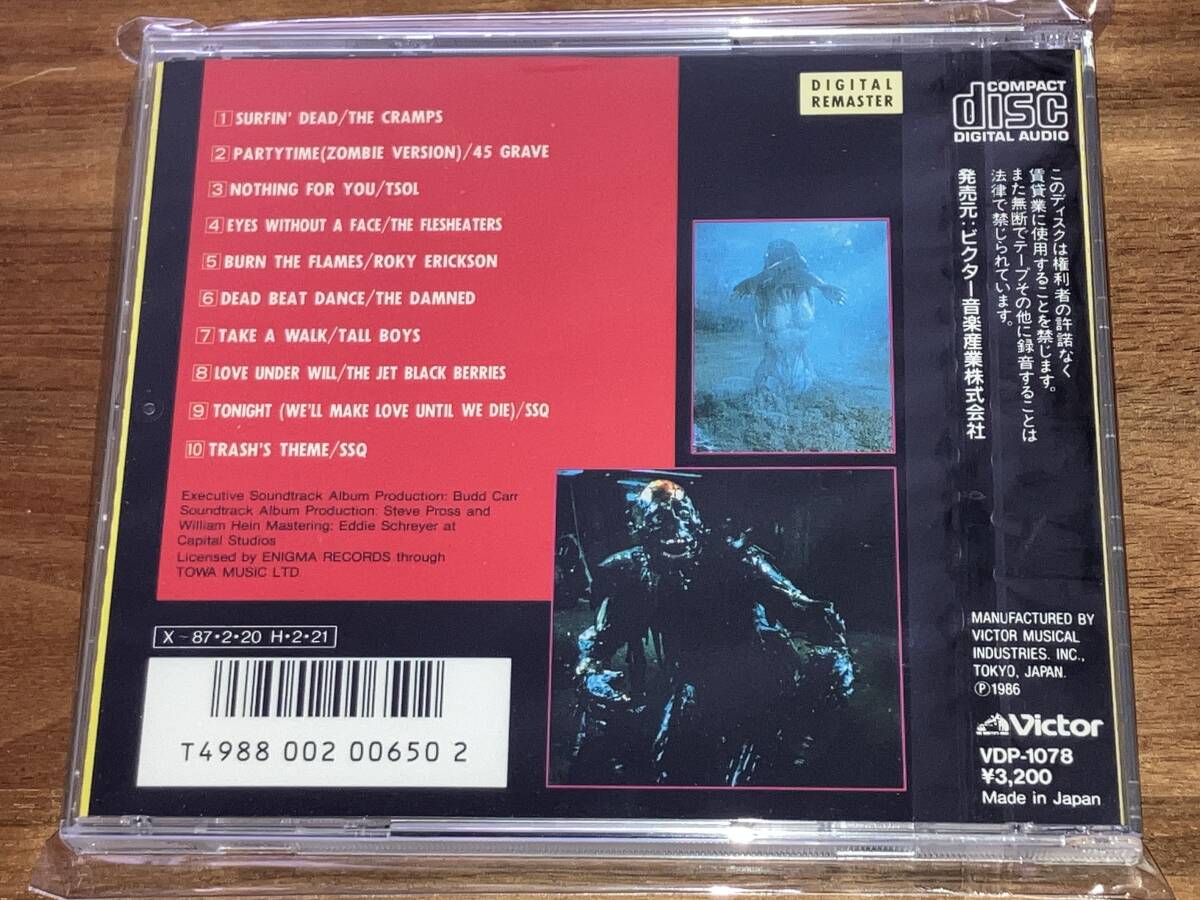 1 SURFIN' DEAD/THE CRAMPS
2 PARTYTIME(ZOMBIE VERSION)/45 GRAVE
3 NOTHING FOR YOU/TSOL
4 EYES WITHOUT A FACE/THE FLESHEATERS
5 BURN THE FLAMES/ROKY ERICKSON
6 DEAD BEAT DANCE/THE DAMNED
7 TAKE A WALK/TALL BOYS
8 LOVE UNDER WILL/THE JET BLACK BERRIES
9 TONIGHT (WE'LL MAKE LOVE UNTIL WE DIE)/SSQ
10 TRASH'S THEME/SSQ
Executive Soundtrack Album Production: Budd Carr
Soundtrack Album Production: Steve Pross and
William Hein Mastering: Eddie Schreyer at
Capital Studios
Licensed by ENIGMA RECORDS through
TOWA MUSIC LTD.
X~87・2・20 H・2・21
T4988 002 00650 2
DIGITAL
REMASTER
COMPACT
disc
DIGITAL AUDIO
このディスクは権利者の許諾なく
賃貸業に使用することを禁じます。
また無断でテープその他に録音することは
法律で禁じられています。
発売元:ビクター音楽産業株式会社
MANUFACTURED BY
VICTOR MUSICAL
INDUSTRIES. INC.,
TOKYO, JAPAN.
Ⓟ1986
Victor
VDP-1078
¥3,200
Made in Japan